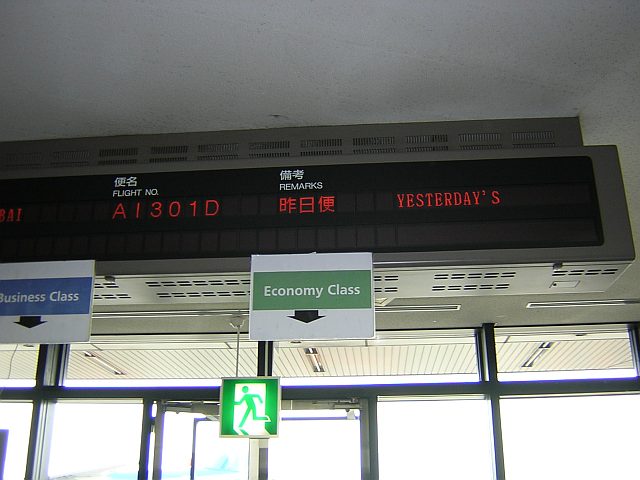 便名
FLIGHT NO.
備考
REMARKS
BAI
AI301D
昨日便
YESTERDAY'S
Business Class
Economy Class